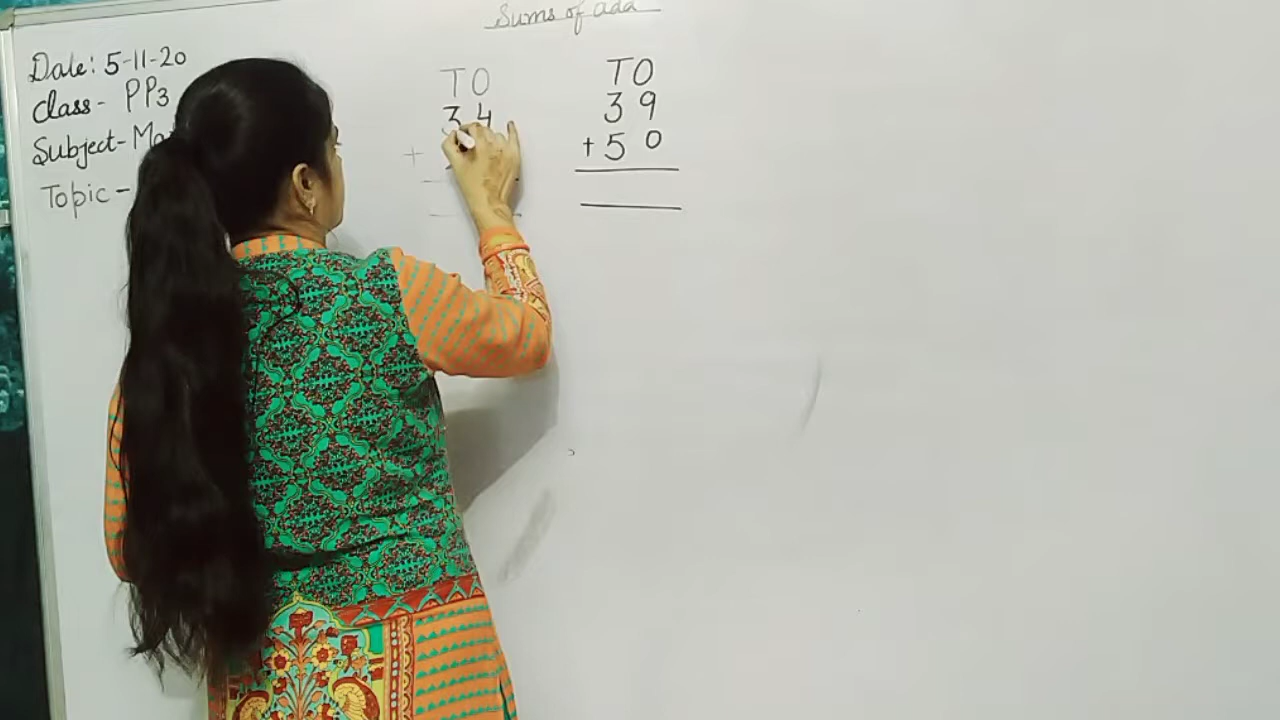 Sums of add
Date: 5-11-20
Class- PP3
Subject- Ma
Topic -
T O
3 4
+
T O
3 9
+ 5 0